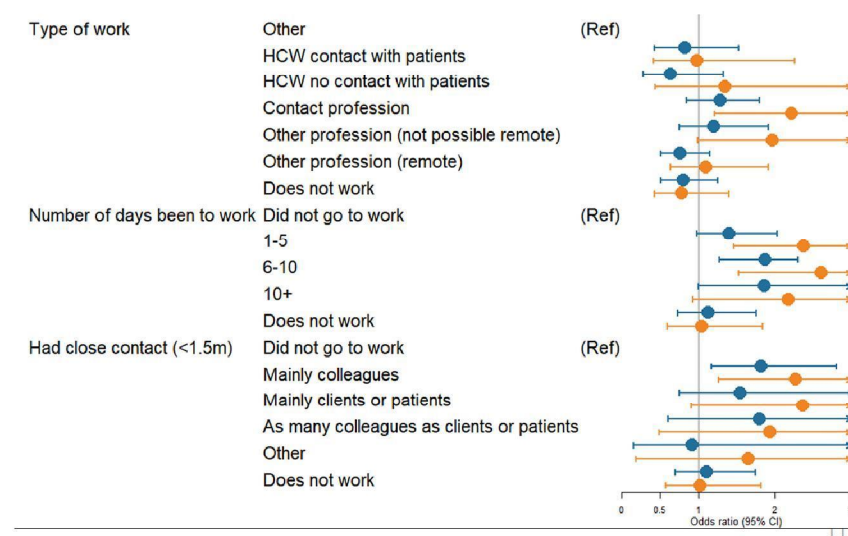 Type of work Other (Ref)
HCW contact with patients
HCW no contact with patients
Contact profession
Other profession (not possible remote)
Other profession (remote)
Does not work
Number of days been to work Did not go to work (Ref)
1-5
6-10
10+
Does not work
Had close contact (<1.5m) Did not go to work (Ref)
Mainly colleagues
Mainly clients or patients
As many colleagues as clients or patients
Other
Does not work
0 0.5 1 2
Odds ratio (95% CI)